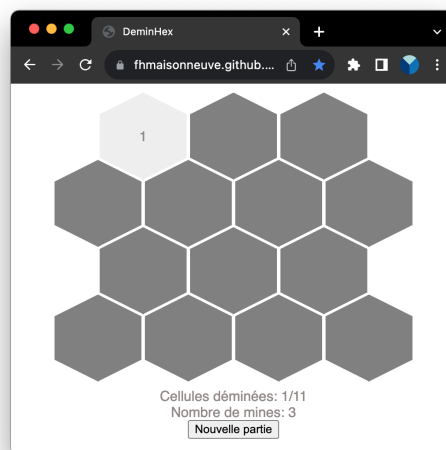 DeminHex
fhmaisonneuve.github....
1
Cellules déminées: 1/11
Nombre de mines: 3
Nouvelle partie